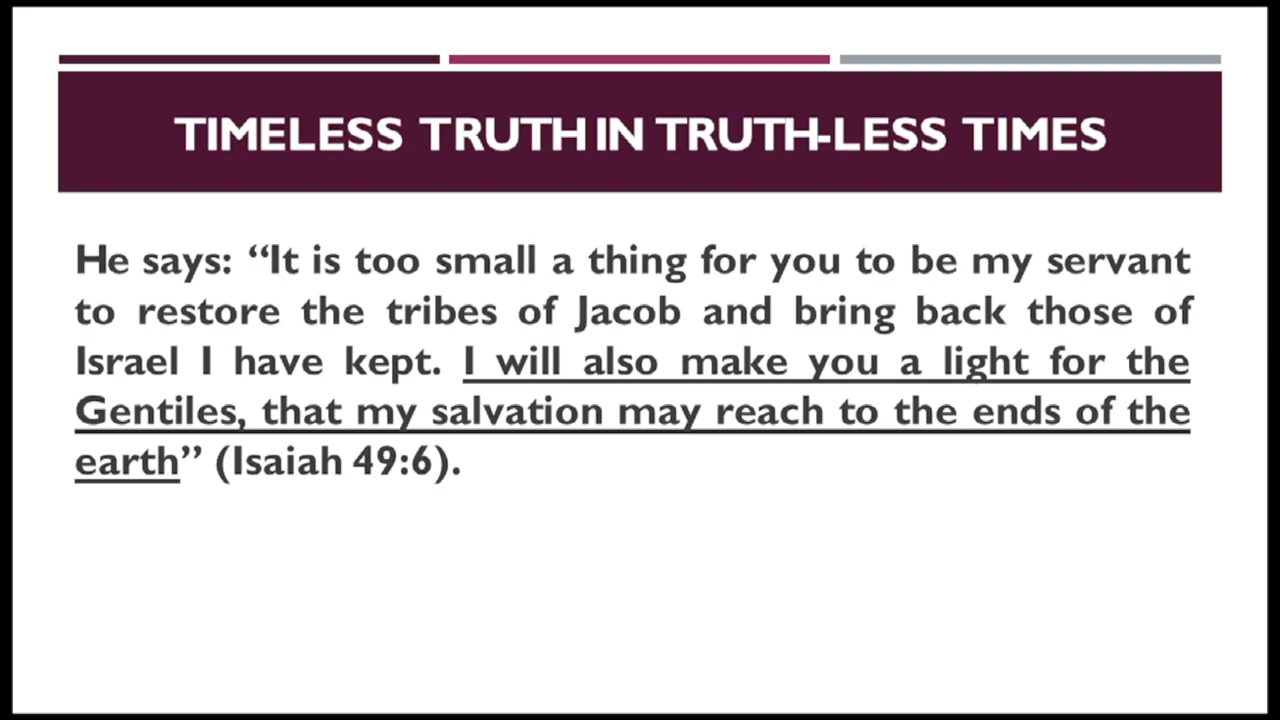 TIMELESS TRUTH IN TRUTH-LESS TIMES
He says: “It is too small a thing for you to be my servant
to restore the tribes of Jacob and bring back those of
Israel I have kept. I will also make you a light for the
Gentiles, that my salvation may reach to the ends of the
earth” (Isaiah 49:6).